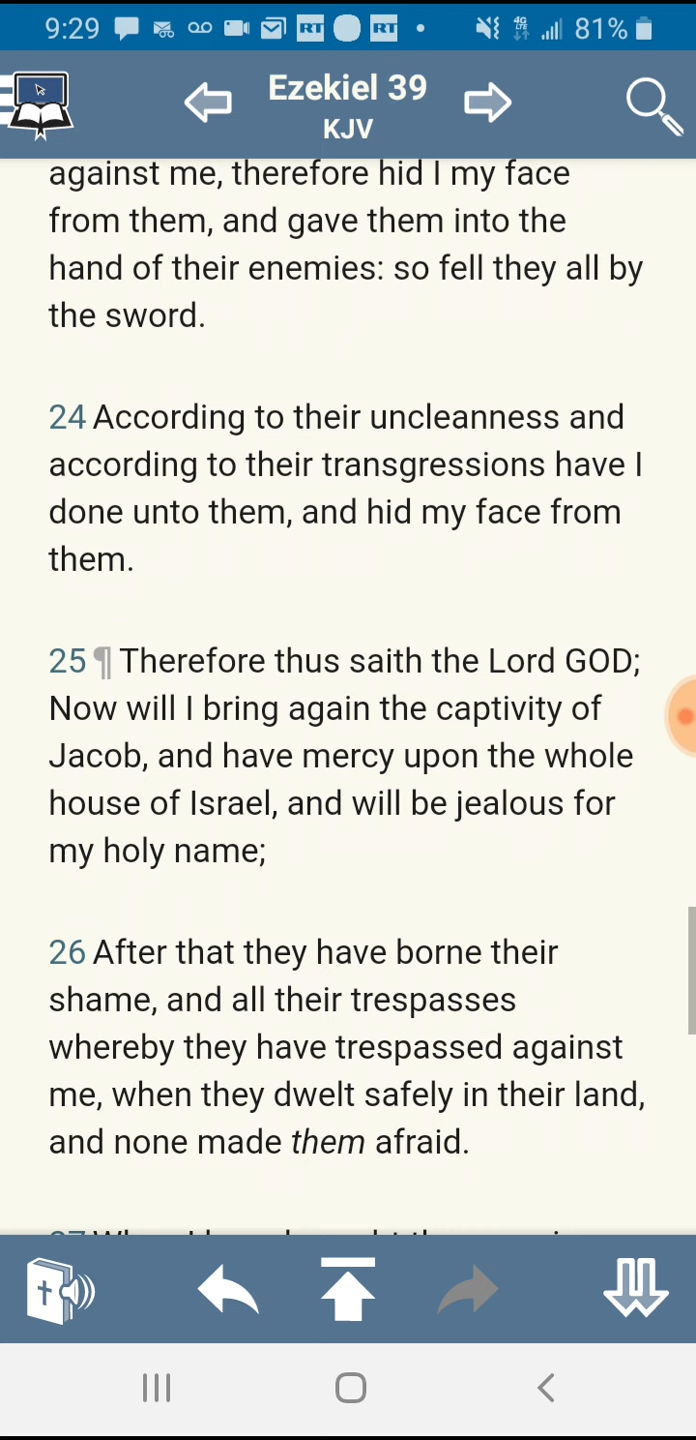 9:29 RT RT 4G LTE 81%
Ezekiel 39
KJV
against me, therefore hid I my face
from them, and gave them into the
hand of their enemies: so fell they all by
the sword.
24 According to their uncleanness and
according to their transgressions have I
done unto them, and hid my face from
them.
25 ¶ Therefore thus saith the Lord GOD;
Now will I bring again the captivity of
Jacob, and have mercy upon the whole
house of Israel, and will be jealous for
my holy name;
26 After that they have borne their
shame, and all their trespasses
whereby they have trespassed against
me, when they dwelt safely in their land,
and none made them afraid.